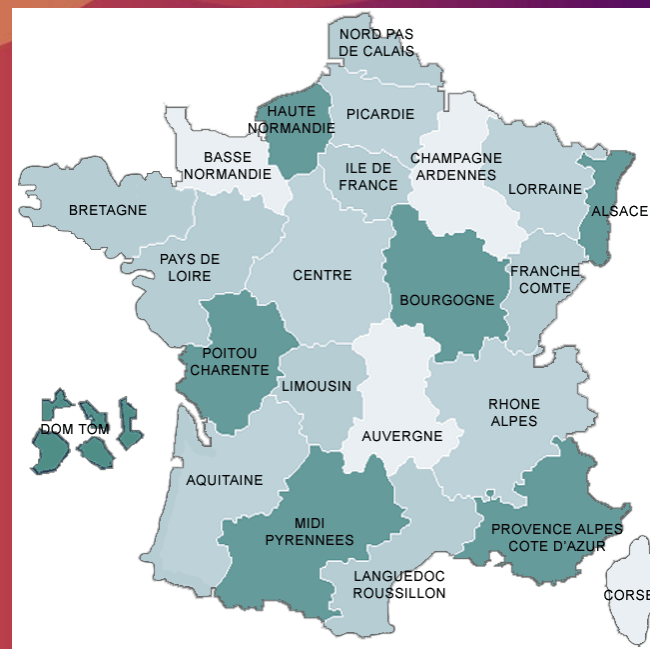 NORD PAS
DE CALAIS
HAUTE
NORMANDIE
PICARDIE
BASSE
NORMANDIE
ILE DE
FRANCE
CHAMPAGNE
ARDENNES
LORRAINE
ALSACE
BRETAGNE
PAYS DE
LOIRE
CENTRE
BOURGOGNE
FRANCHE
COMTE
POITOU
CHARENTE
LIMOUSIN
AUVERGNE
RHONE
ALPES
DOM TOM
AQUITAINE
MIDI
PYRENNEES
PROVENCE ALPES
COTE D'AZUR
LANGUEDOC
ROUSSILLON
CORSE